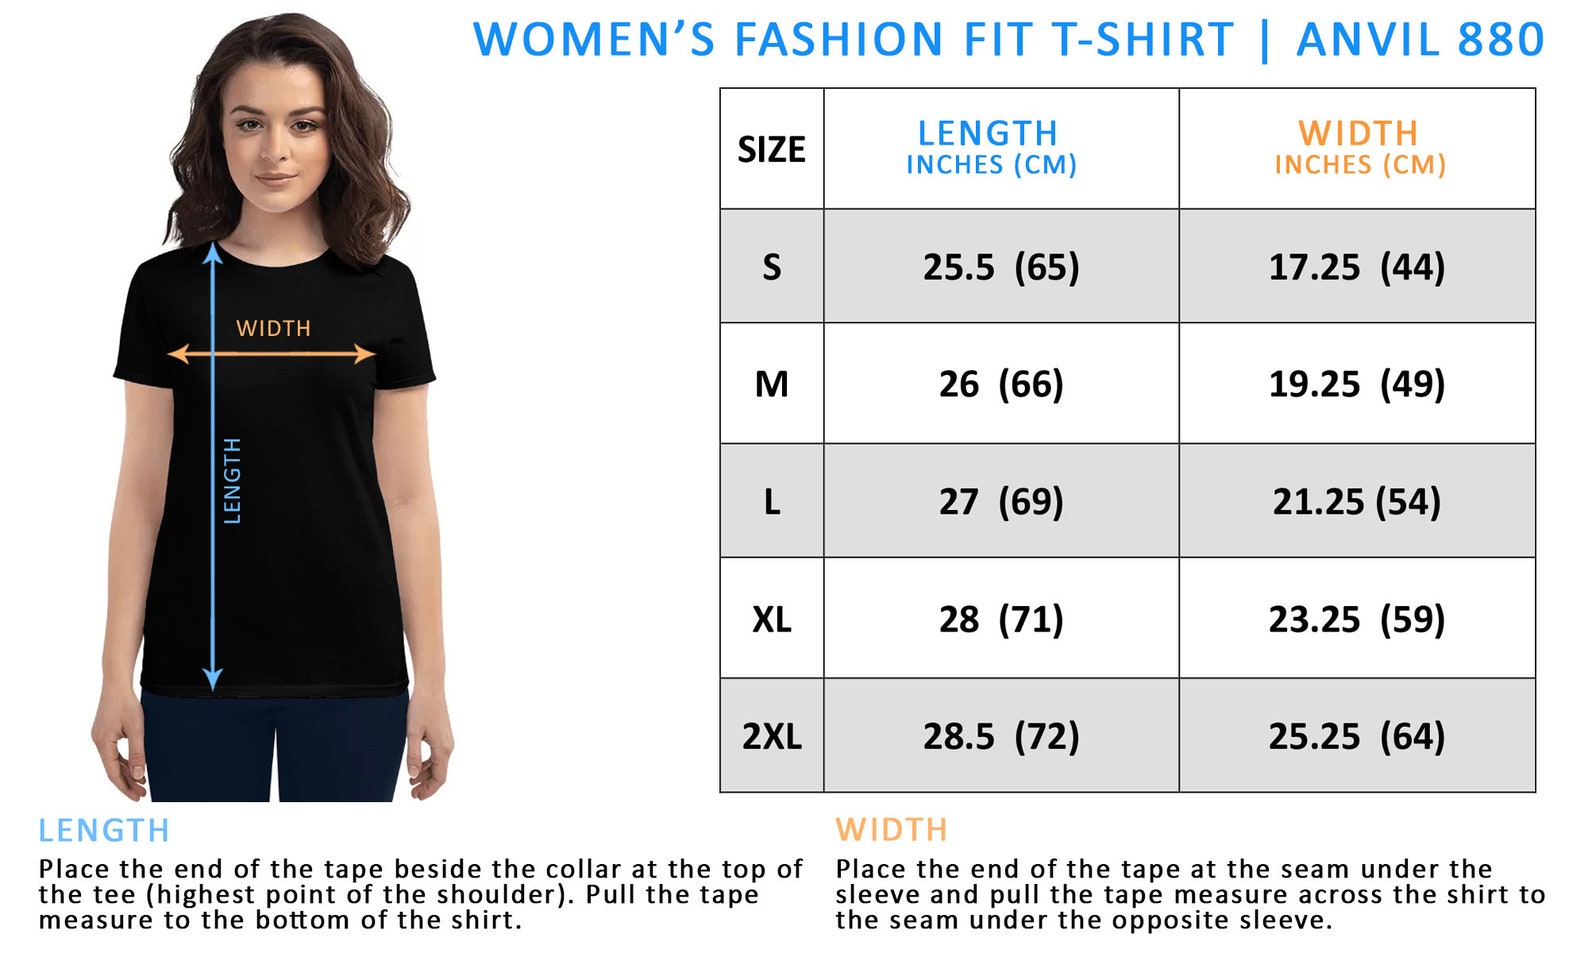 WOMEN’S FASHION FIT T-SHIRT | ANVIL 880
SIZE LENGTH INCHES (CM) WIDTH INCHES (CM)
S 25.5 (65) 17.25 (44)
M 26 (66) 19.25 (49)
L 27 (69) 21.25 (54)
XL 28 (71) 23.25 (59)
2XL 28.5 (72) 25.25 (64)
WIDTH
LENGTH
LENGTH
Place the end of the tape beside the collar at the top of
the tee (highest point of the shoulder). Pull the tape
measure to the bottom of the shirt.
WIDTH
Place the end of the tape at the seam under the
sleeve and pull the tape measure across the shirt to
the seam under the opposite sleeve.